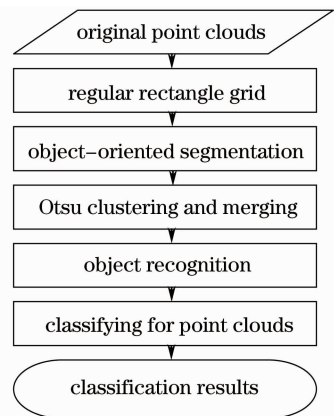 original point clouds
regular rectangle grid
object-oriented segmentation
Otsu clustering and merging
object recognition
classifying for point clouds
classification results